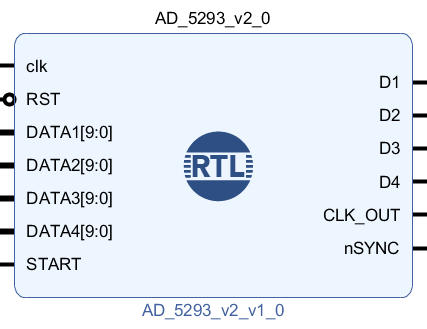 AD_5293_v2_0
clk
RST
DATA1[9:0]
DATA2[9:0]
DATA3[9:0]
DATA4[9:0]
START
RTL
D1
D2
D3
D4
CLK_OUT
nSYNC
AD_5293_v2_v1_0